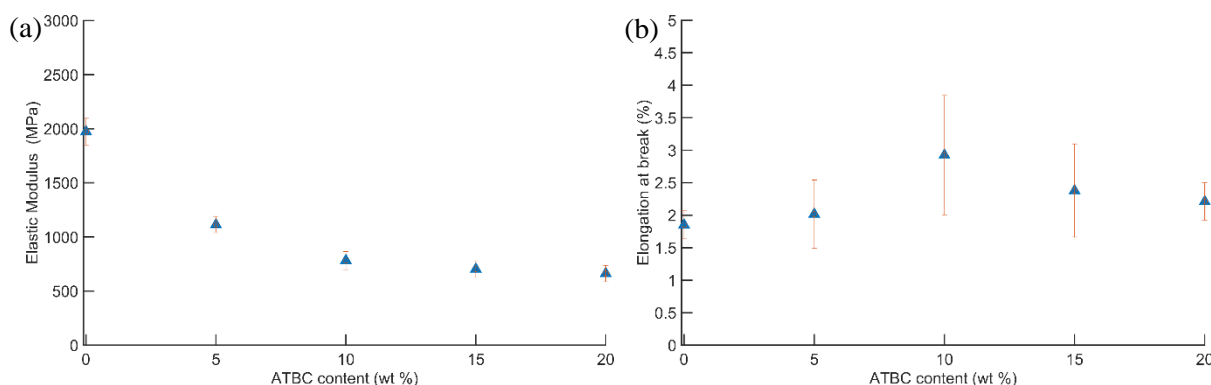 (a)
3000
2500
2000
1500
1000
500
0
Elastic Modulus (MPa)
0 5 10 15 20
ATBC content (wt %)
(b)
5
4.5
4
3.5
3
2.5
2
1.5
1
0.5
0
Elongation at break (%)
0 5 10 15 20
ATBC content (wt %)